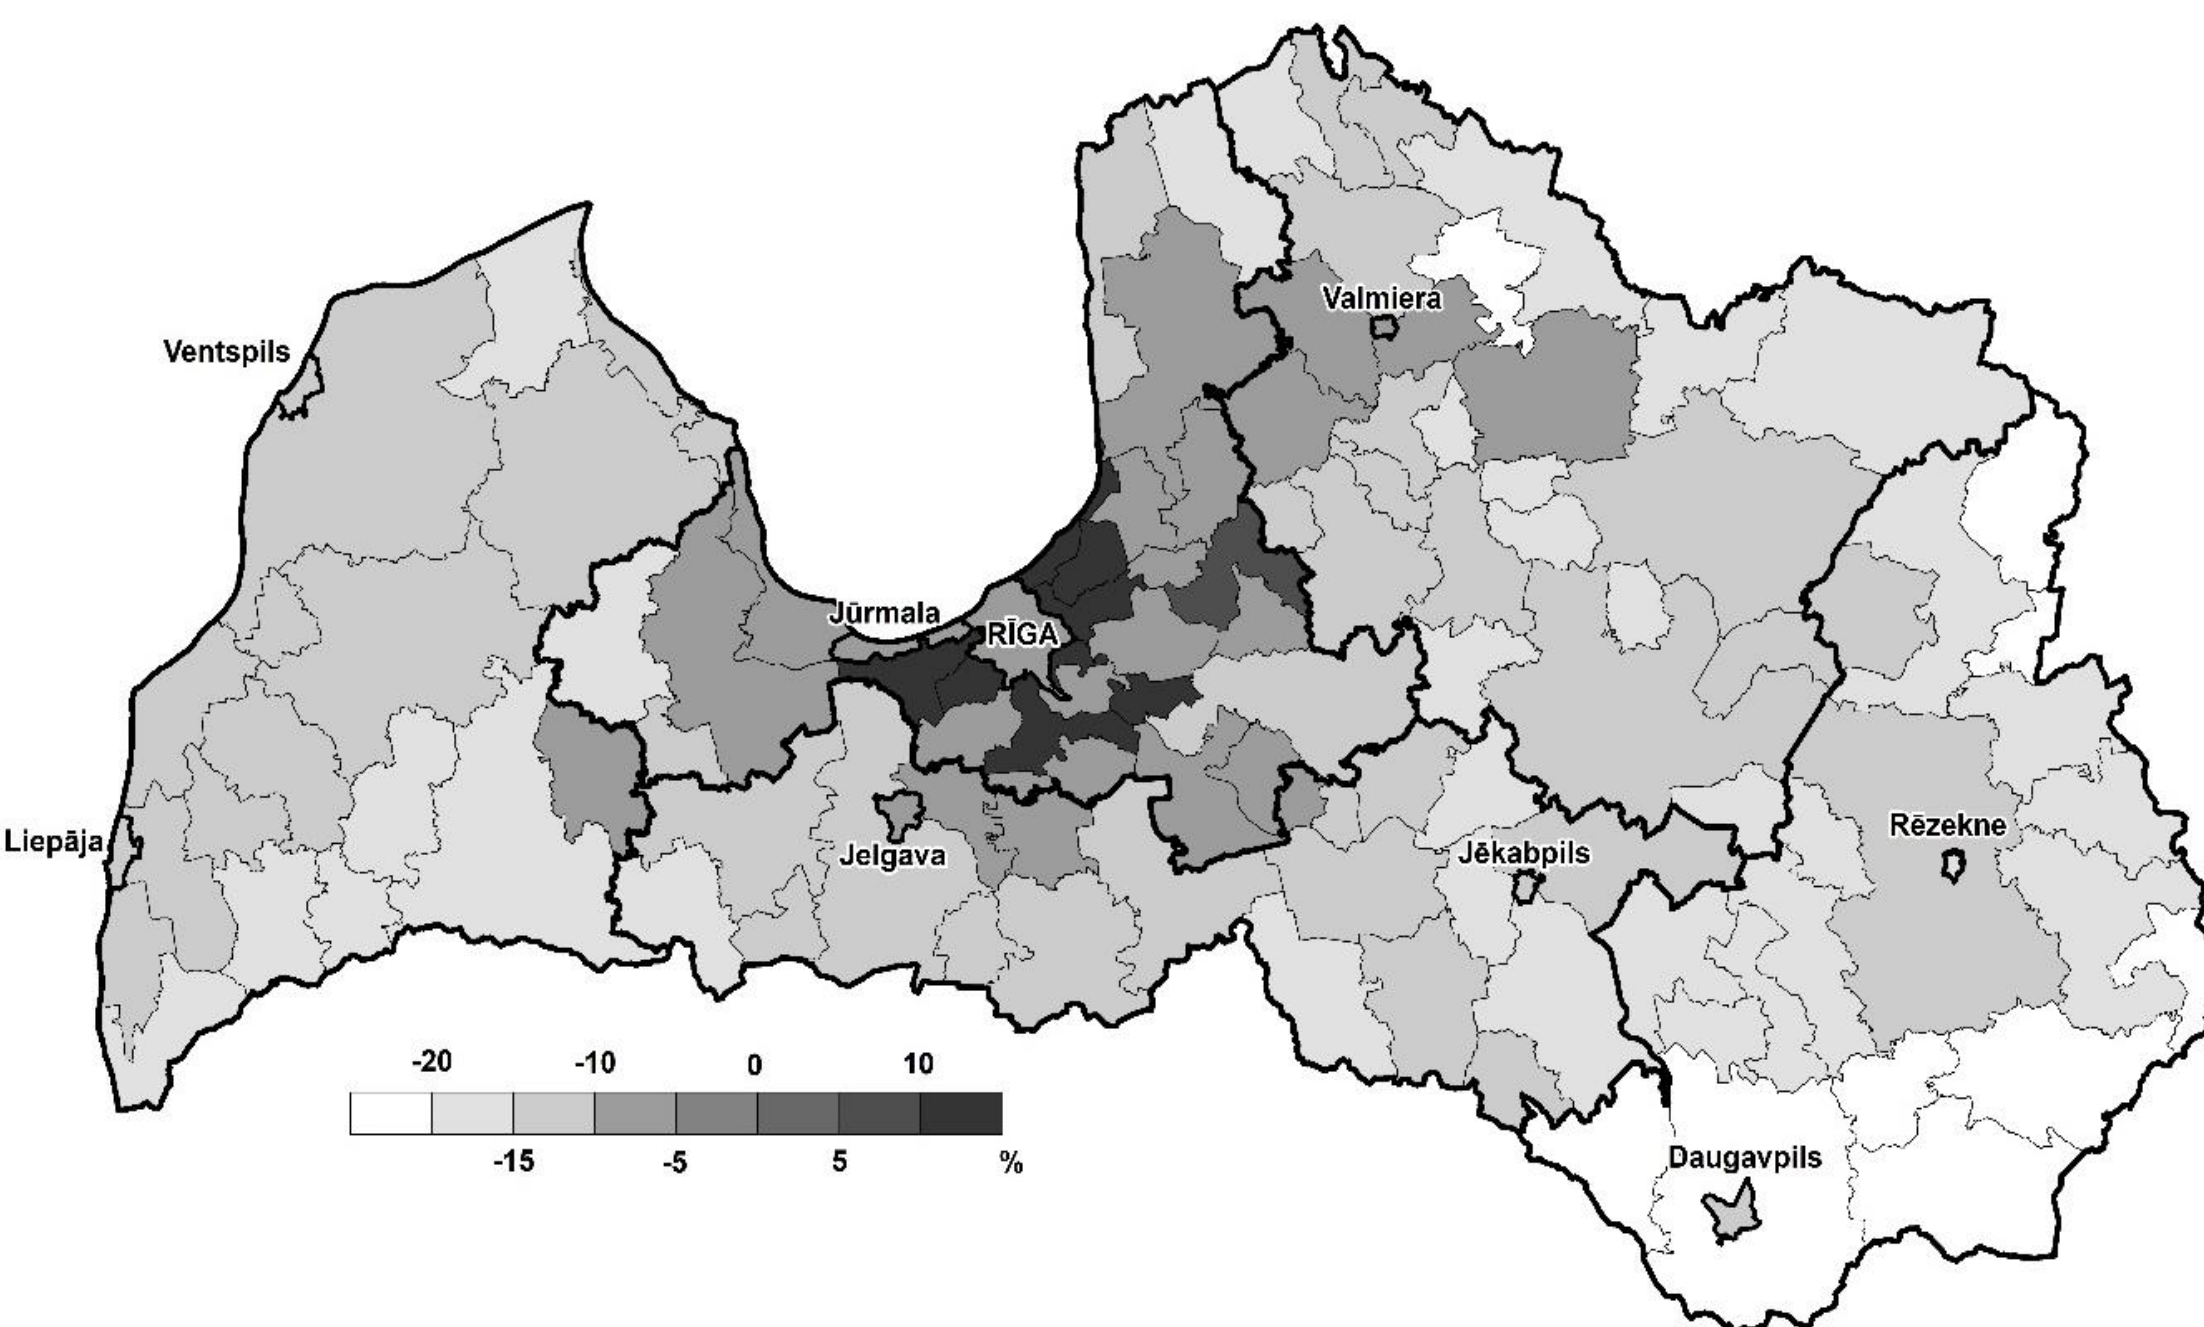 Valmiera
Ventspils
Jūrmala
RĪGA
Liepāja
Rēzekne
Jelgava
Jēkabpils
-20 -10 0 10
-15 -5 5 %
Daugavpils